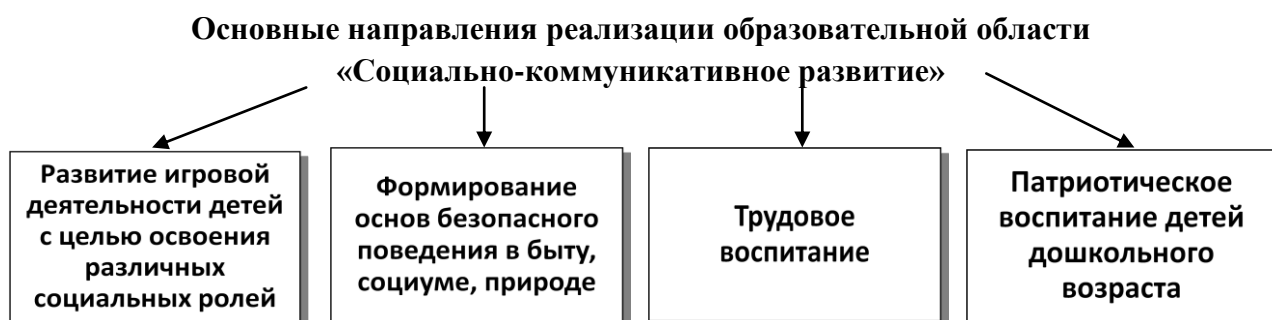 Основные направления реализации образовательной области
«Социально-коммуникативное развитие»
Развитие игровой
деятельности детей
с целью освоения
различных
социальных ролей
Формирование
основ безопасного
поведения в быту,
социуме, природе
Трудовое
воспитание
Патриотическое
воспитание детей
дошкольного
возраста